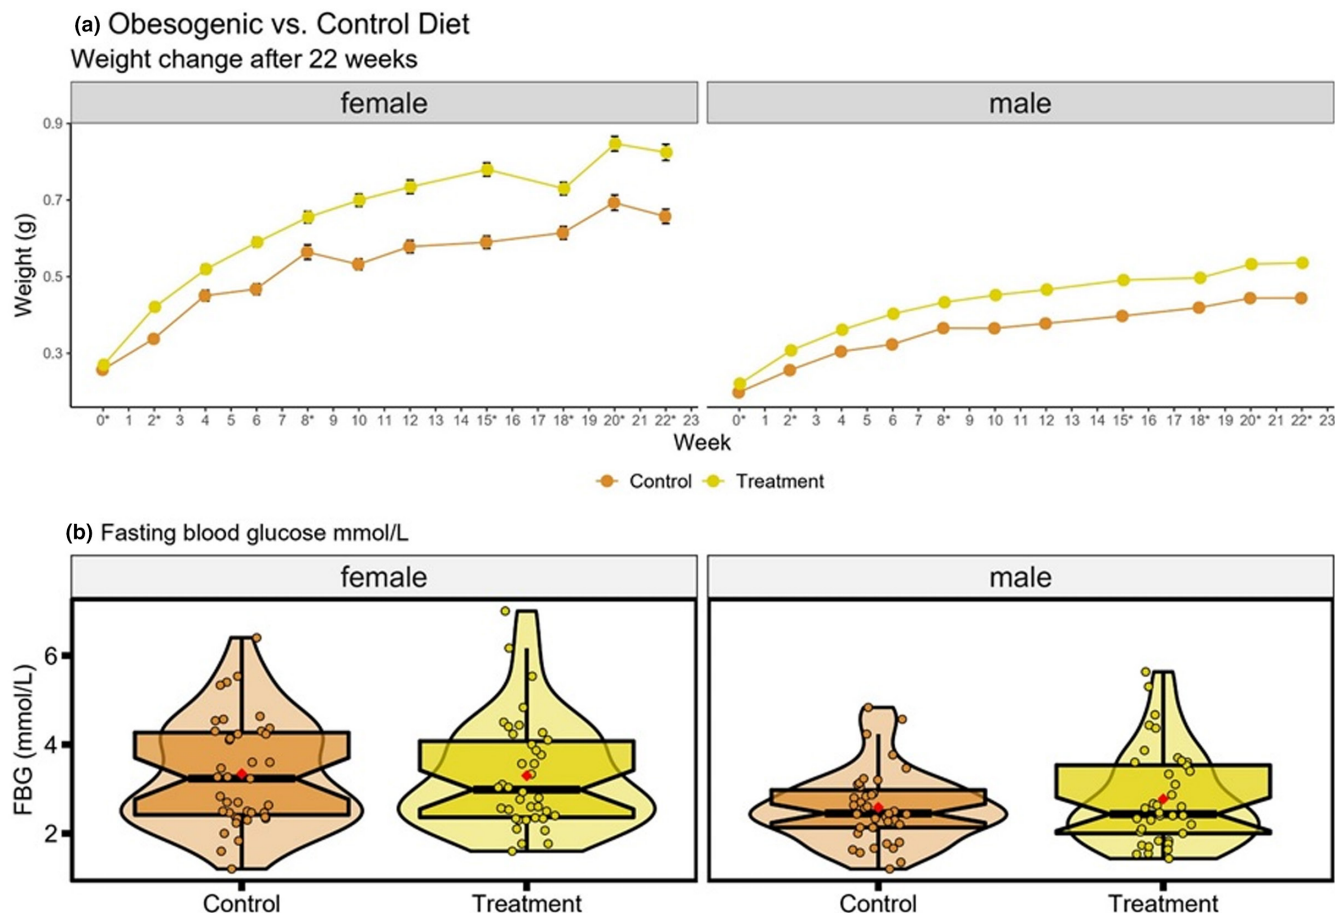 (a) Obesogenic vs. Control Diet
Weight change after 22 weeks
female male
0.9
0.7
0.5
0.3
Weight (g)
0* 1 2* 3 4 5 6 7 8* 9 10 11 12 13 14 15* 16 17 18* 19 20* 21 22* 23 0* 1 2* 3 4 5 6 7 8* 9 10 11 12 13 14 15* 16 17 18* 19 20* 21 22* 23
Week
Control Treatment
(b) Fasting blood glucose mmol/L
female male
6
4
2
FBG (mmol/L)
Control Treatment Control Treatment